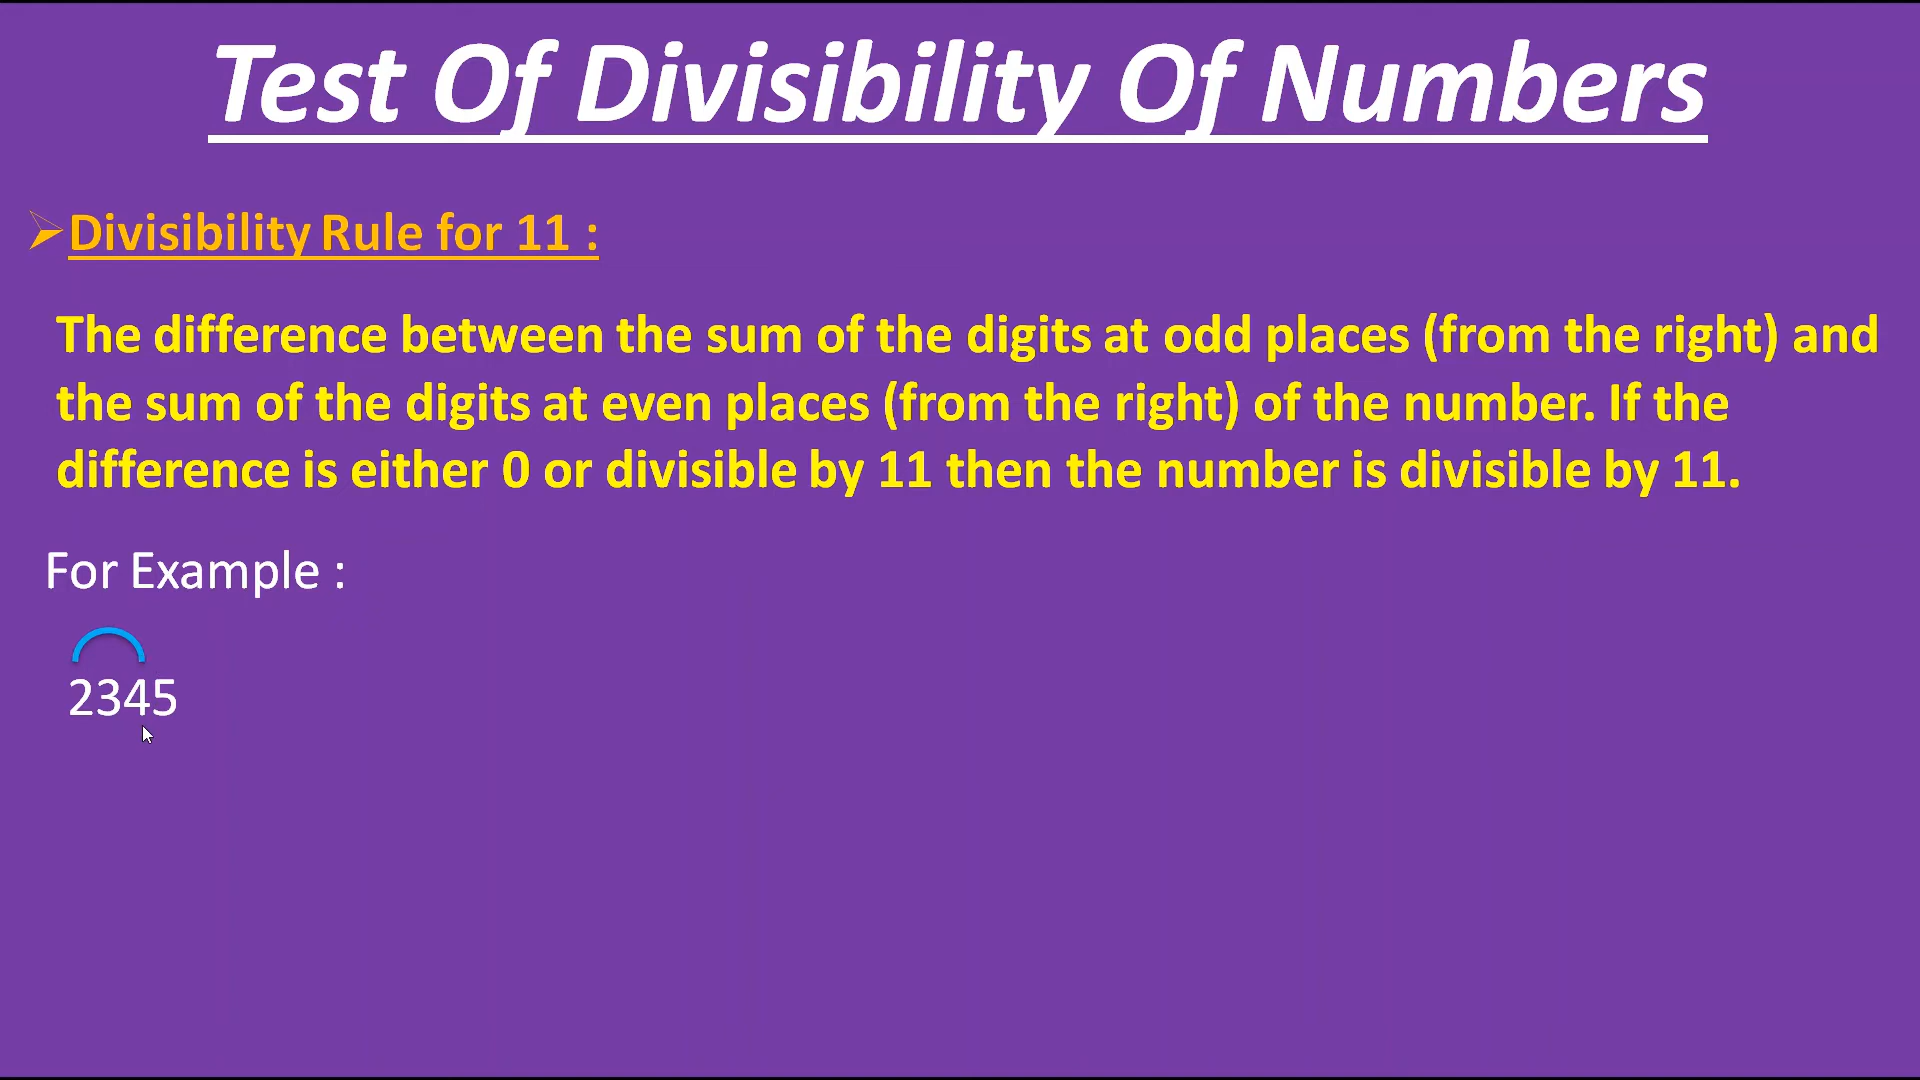 Test Of Divisibility Of Numbers
Divisibility Rule for 11 :
The difference between the sum of the digits at odd places (from the right) and
the sum of the digits at even places (from the right) of the number. If the
difference is either 0 or divisible by 11 then the number is divisible by 11.
For Example :
2345